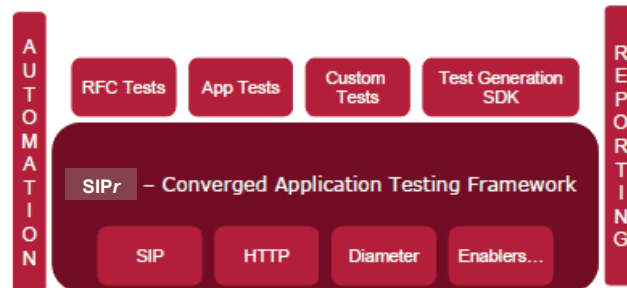 AUTOMATION
RFC Tests
App Tests
Custom
Tests
Test Generation
SDK
REPORTING
SIPr – Converged Application Testing Framework
SIP
HTTP
Diameter
Enablers...